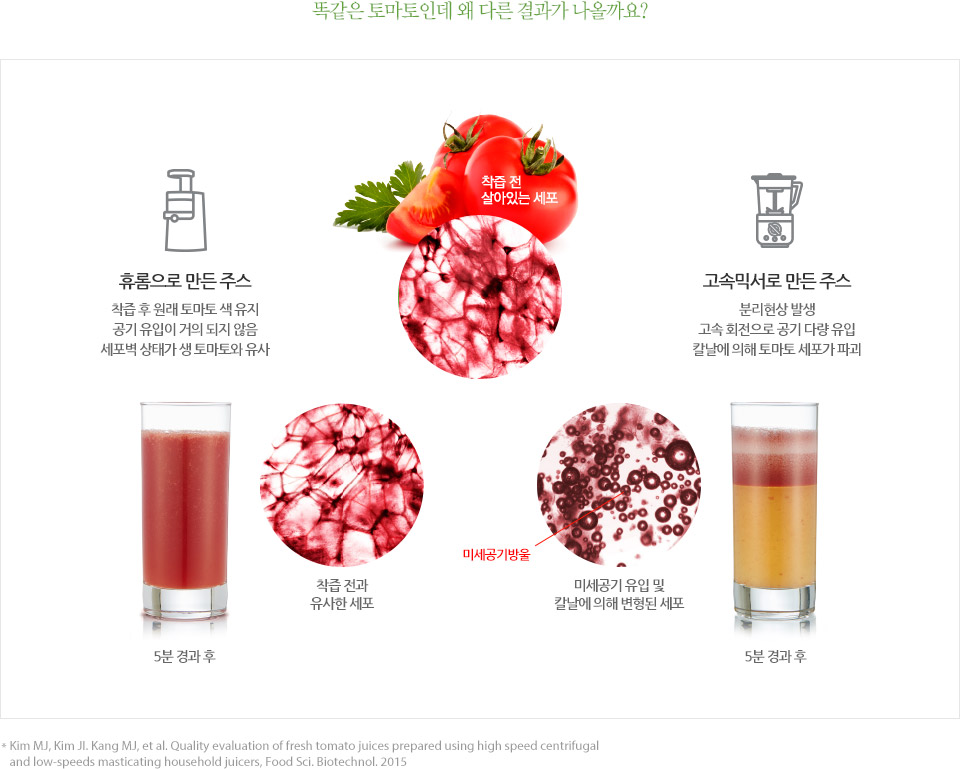 똑같은 토마토인데 왜 다른 결과가 나올까요?
착즙 전
살아있는 세포
휴롬으로 만든 주스
착즙 후 원래 토마토 색 유지
공기 유입이 거의 되지 않음
세포벽 상태가 생 토마토와 유사
고속믹서로 만든 주스
분리현상 발생
고속 회전으로 공기 다량 유입
칼날에 의해 토마토 세포가 파괴
미세공기방울
착즙 전과
유사한 세포
미세공기 유입 및
칼날에 의해 변형된 세포
5분 경과 후
5분 경과 후
* Kim MJ, Kim JI. Kang MJ, et al. Quality evaluation of fresh tomato juices prepared using high speed centrifugal
and low-speeds masticating household juicers, Food Sci. Biotechnol. 2015